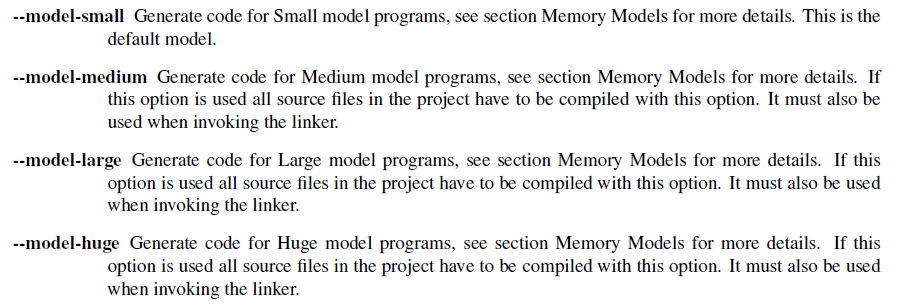 --model-small Generate code for Small model programs, see section Memory Models for more details. This is the
default model.
--model-medium Generate code for Medium model programs, see section Memory Models for more details. If
this option is used all source files in the project have to be compiled with this option. It must also be
used when invoking the linker.
--model-large Generate code for Large model programs, see section Memory Models for more details. If this
option is used all source files in the project have to be compiled with this option. It must also be used
when invoking the linker.
--model-huge Generate code for Huge model programs, see section Memory Models for more details. If this
option is used all source files in the project have to be compiled with this option. It must also be used
when invoking the linker.